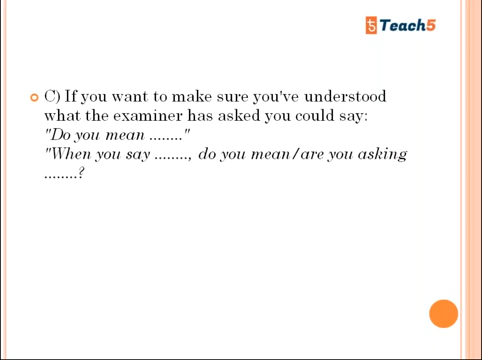 Teach5
C) If you want to make sure you've understood
what the examiner has asked you could say:
"Do you mean ........"
"When you say ........, do you mean/are you asking
........?